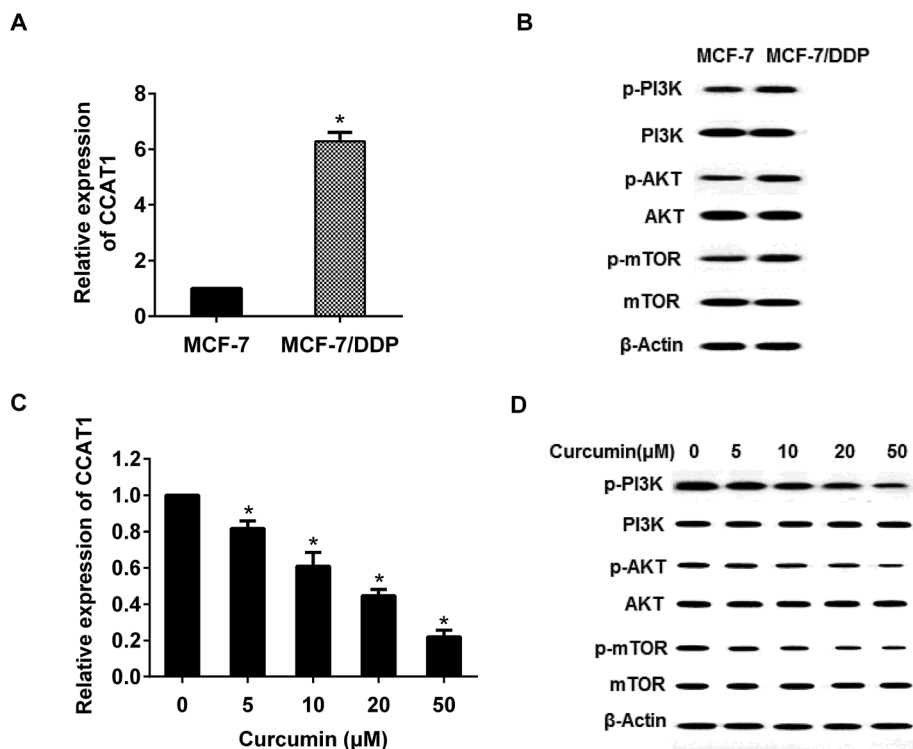 A
Relative expression
of CCAT1
8
6
4
2
0
*
MCF-7
MCF-7/DDP
B
MCF-7 MCF-7/DDP
p-PI3K
PI3K
p-AKT
AKT
p-mTOR
mTOR
β-Actin
C
Relative expression of CCAT1
1.2
1.0
0.8
0.6
0.4
0.2
0.0
*
*
*
*
0 5 10 20 50
Curcumin (μM)
D
Curcumin(μM) 0 5 10 20 50
p-PI3K
PI3K
p-AKT
AKT
p-mTOR
mTOR
β-Actin